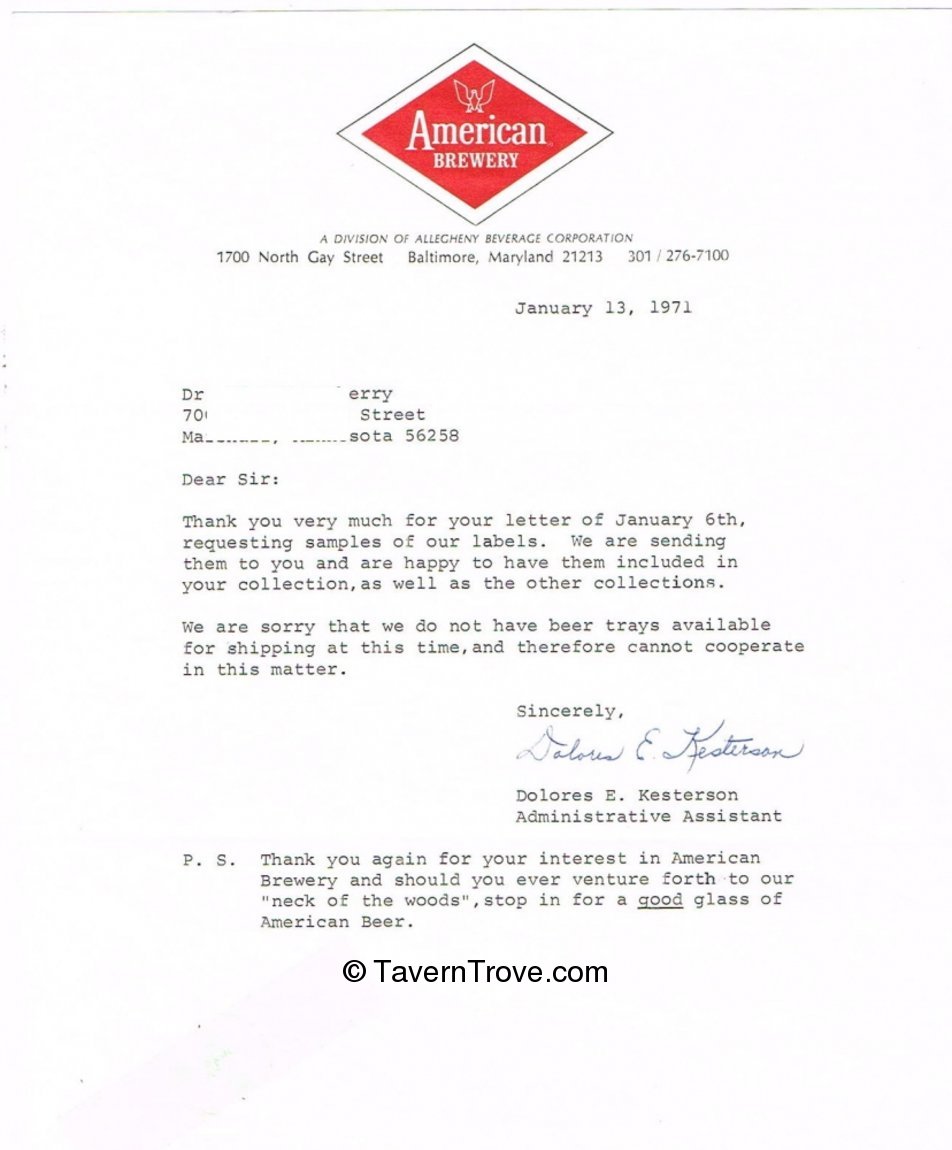 American
BREWERY
A DIVISION OF ALLEGHENY BEVERAGE CORPORATION
1700 North Gay Street Baltimore, Maryland 21213 301 / 276-7100
January 13, 1971
Dr erry
70 Street
Ma , sota 56258
Dear Sir:
Thank you very much for your letter of January 6th,
requesting samples of our labels. We are sending
them to you and are happy to have them included in
your collection,as well as the other collections.
We are sorry that we do not have beer trays available
for shipping at this time,and therefore cannot cooperate
in this matter.
Sincerely,
Dolores E. Kesterson
Dolores E. Kesterson
Administrative Assistant
P. S. Thank you again for your interest in American
Brewery and should you ever venture forth to our
"neck of the woods",stop in for a good glass of
American Beer.
© TavernTrove.com